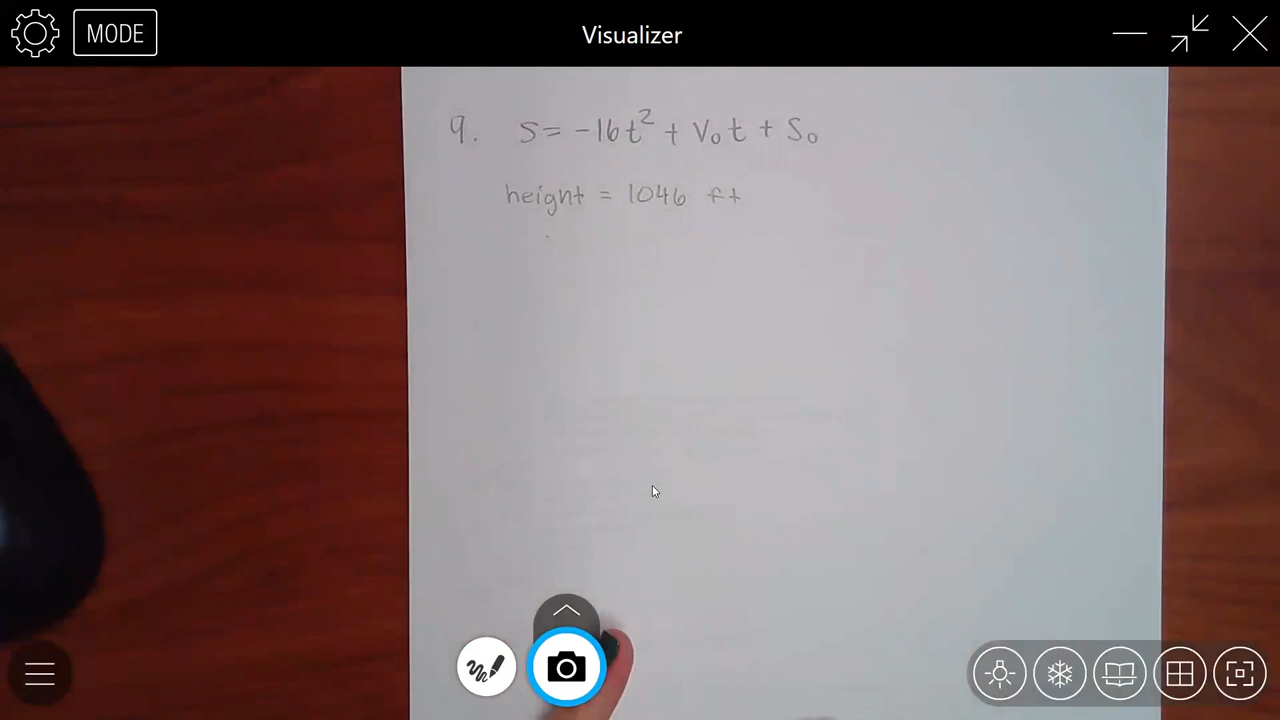 MODE
Visualizer
9. S = -16t² + V₀t + S₀
height = 1046 ft